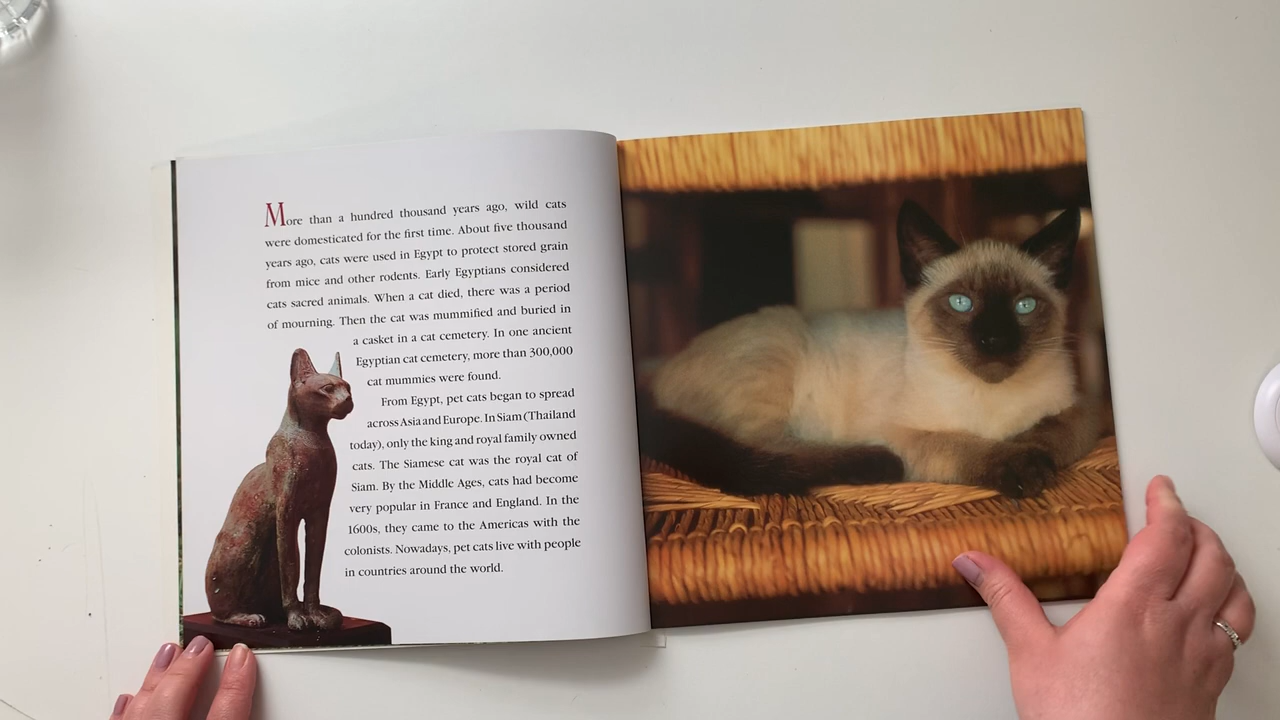 More than a hundred thousand years ago, wild cats
were domesticated for the first time. About five thousand
years ago, cats were used in Egypt to protect stored grain
from mice and other rodents. Early Egyptians considered
cats sacred animals. When a cat died, there was a period
of mourning. Then the cat was mummified and buried in
a casket in a cat cemetery. In one ancient
Egyptian cat cemetery, more than 300,000
cat mummies were found.
From Egypt, pet cats began to spread
across Asia and Europe. In Siam (Thailand
today), only the king and royal family owned
cats. The Siamese cat was the royal cat of
Siam. By the Middle Ages, cats had become
very popular in France and England. In the
1600s, they came to the Americas with the
colonists. Nowadays, pet cats live with people
in countries around the world.